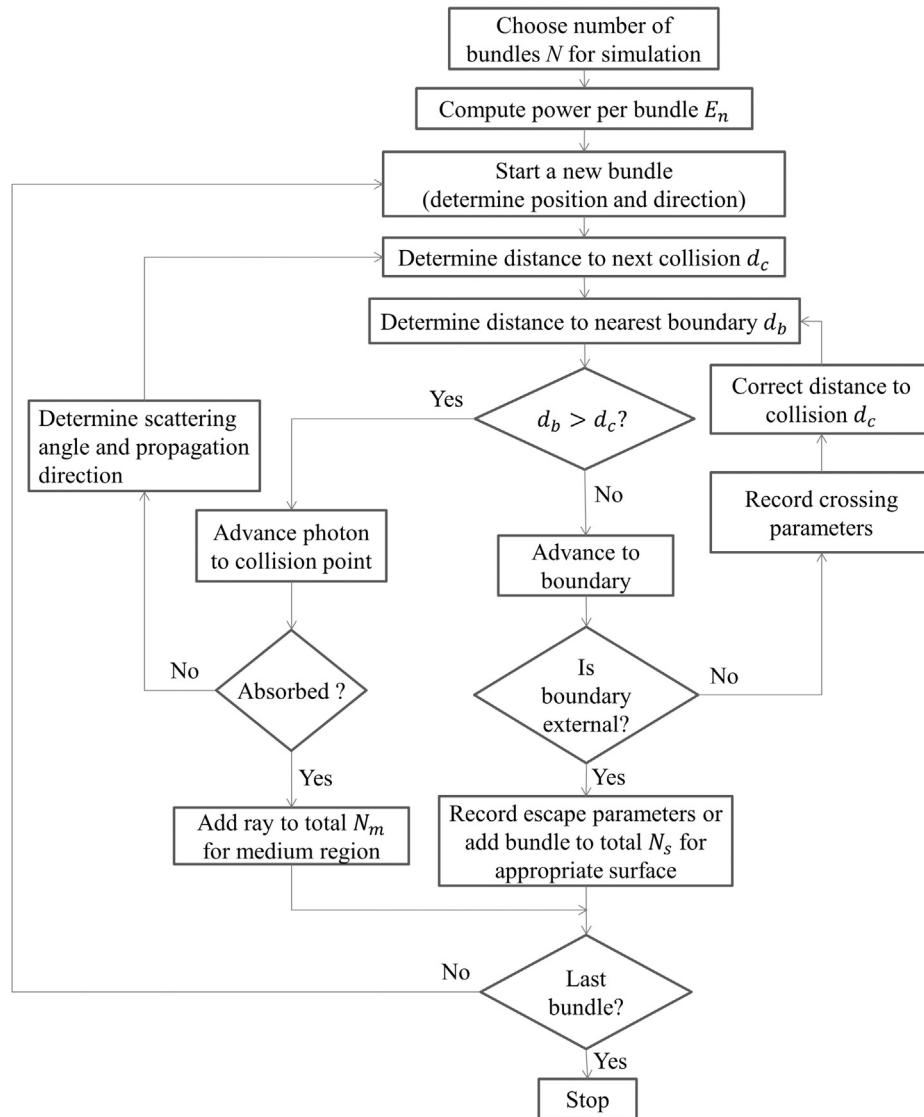 Choose number of
bundles N for simulation
Compute power per bundle Eₙ
Start a new bundle
(determine position and direction)
Determine distance to next collision d_c
Determine distance to nearest boundary d_b
Yes
d_b > d_c?
Correct distance to
collision d_c
Determine scattering
angle and propagation
direction
No
Record crossing
parameters
Advance photon
to collision point
Advance to
boundary
No
Absorbed ?
Is
boundary
external?
No
Yes
Yes
Add ray to total N_m
for medium region
Record escape parameters or
add bundle to total N_s for
appropriate surface
No
Last
bundle?
Yes
Stop